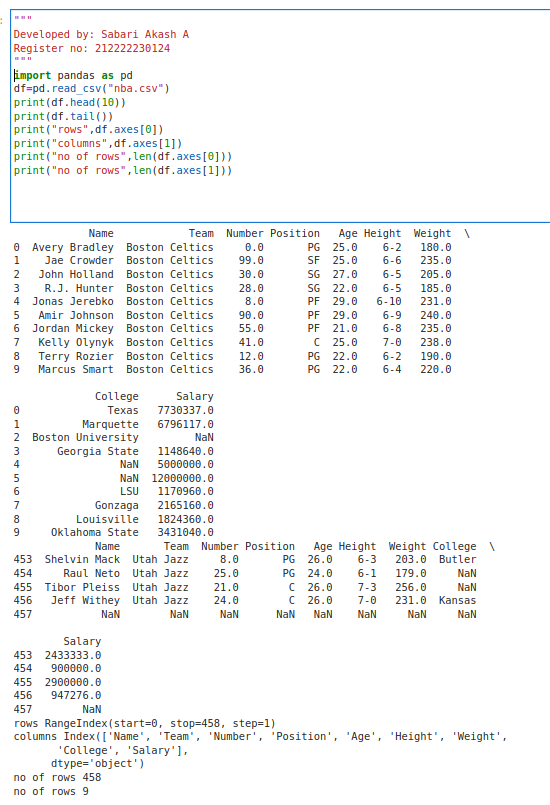 :
"""
Developed by: Sabari Akash A
Register no: 212222230124
"""
import pandas as pd
df=pd.read_csv("nba.csv")
print(df.head(10))
print(df.tail())
print("rows",df.axes[0])
print("columns",df.axes[1])
print("no of rows",len(df.axes[0]))
print("no of rows",len(df.axes[1]))
            Name            Team  Number Position   Age Height  Weight  \
0  Avery Bradley  Boston Celtics     0.0       PG  25.0    6-2   180.0
1    Jae Crowder  Boston Celtics    99.0       SF  25.0    6-6   235.0
2   John Holland  Boston Celtics    30.0       SG  27.0    6-5   205.0
3    R.J. Hunter  Boston Celtics    28.0       SG  22.0    6-5   185.0
4  Jonas Jerebko  Boston Celtics     8.0       PF  29.0   6-10   231.0
5   Amir Johnson  Boston Celtics    90.0       PF  29.0    6-9   240.0
6  Jordan Mickey  Boston Celtics    55.0       PF  21.0    6-8   235.0
7   Kelly Olynyk  Boston Celtics    41.0        C  25.0    7-0   238.0
8   Terry Rozier  Boston Celtics    12.0       PG  22.0    6-2   190.0
9   Marcus Smart  Boston Celtics    36.0       PG  22.0    6-4   220.0
             College      Salary
0              Texas   7730337.0
1          Marquette   6796117.0
2  Boston University         NaN
3      Georgia State   1148640.0
4                NaN   5000000.0
5                NaN  12000000.0
6                LSU   1170960.0
7            Gonzaga   2165160.0
8         Louisville   1824360.0
9     Oklahoma State   3431040.0
             Name       Team  Number Position   Age Height  Weight College  \
453  Shelvin Mack  Utah Jazz     8.0       PG  26.0    6-3   203.0  Butler
454     Raul Neto  Utah Jazz    25.0       PG  24.0    6-1   179.0     NaN
455  Tibor Pleiss  Utah Jazz    21.0        C  26.0    7-3   256.0     NaN
456   Jeff Withey  Utah Jazz    24.0        C  26.0    7-0   231.0  Kansas
457           NaN        NaN     NaN      NaN   NaN    NaN     NaN     NaN
        Salary
453  2433333.0
454   900000.0
455  2900000.0
456   947276.0
457        NaN
rows RangeIndex(start=0, stop=458, step=1)
columns Index(['Name', 'Team', 'Number', 'Position', 'Age', 'Height', 'Weight',
       'College', 'Salary'],
      dtype='object')
no of rows 458
no of rows 9